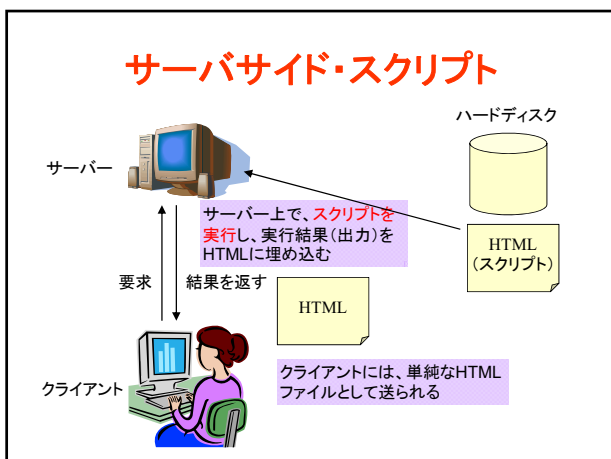 サーバサイド・スクリプト
ハードディスク
サーバー
サーバー上で、スクリプトを
実行し、実行結果(出力)を
HTMLに埋め込む
HTML
(スクリプト)
要求
結果を返す
HTML
クライアント
クライアントには、単純なHTML
ファイルとして送られる